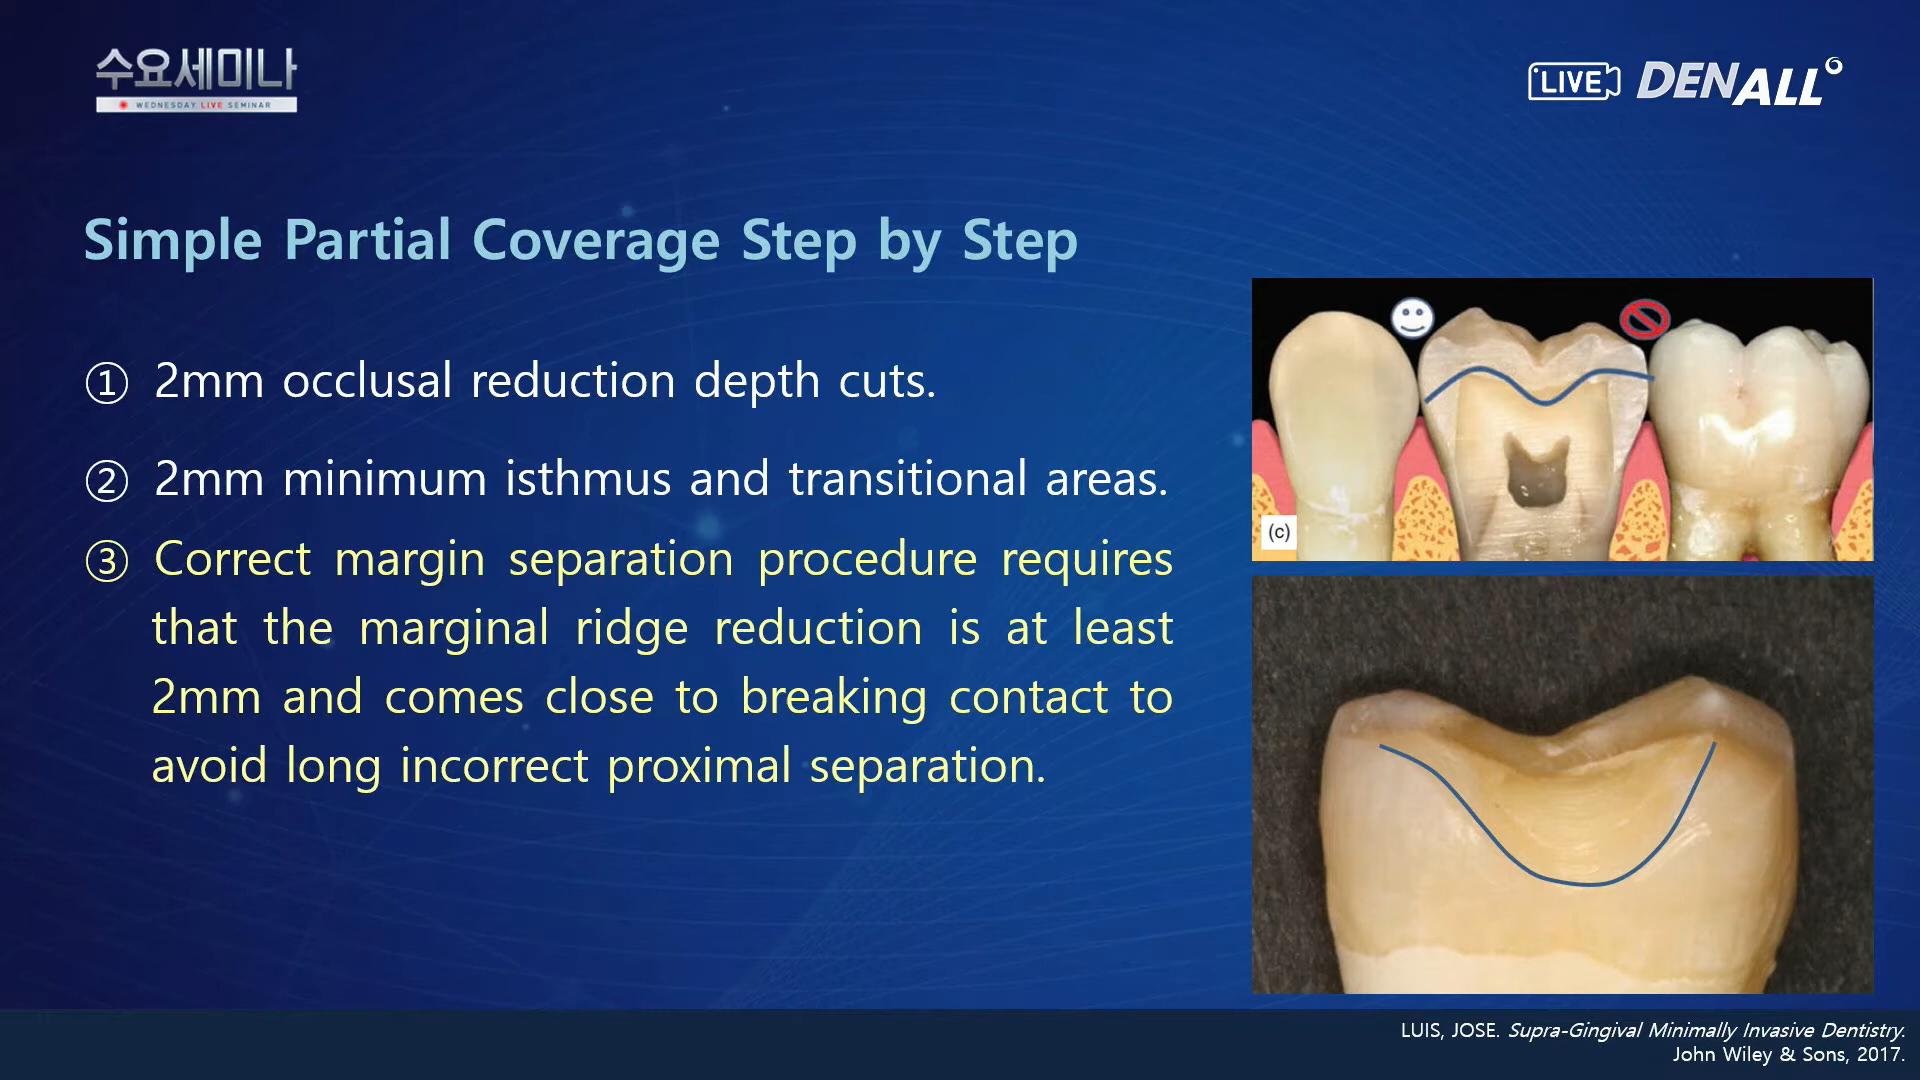 수요세미나
WEDNESDAY LIVE SEMINAR
LIVE DENALL
Simple Partial Coverage Step by Step
① 2mm occlusal reduction depth cuts.
② 2mm minimum isthmus and transitional areas.
③ Correct margin separation procedure requires
that the marginal ridge reduction is at least
2mm and comes close to breaking contact to
avoid long incorrect proximal separation.
(c)
LUIS, JOSE. Supra-Gingival Minimally Invasive Dentistry.
John Wiley & Sons, 2017.